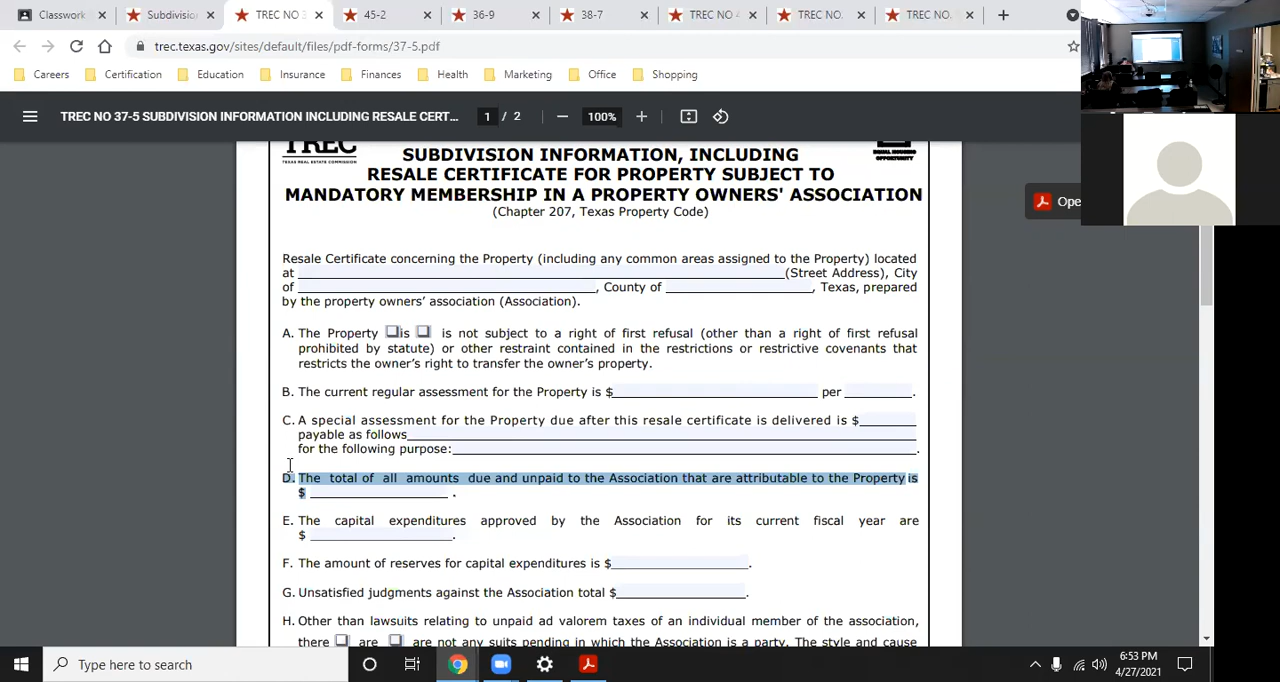 Classwork
Subdivision
TREC NO 3
45-2
36-9
38-7
TREC NO 4
TREC NO.
TREC NO.
trec.texas.gov/sites/default/files/pdf-forms/37-5.pdf
Careers Certification Education Insurance Finances Health Marketing Office Shopping
TREC NO 37-5 SUBDIVISION INFORMATION INCLUDING RESALE CERT... 1 / 2 100%
Ope
TREC
TEXAS REAL ESTATE COMMISSION
EQUAL HOUSING
OPPORTUNITY
SUBDIVISION INFORMATION, INCLUDING
RESALE CERTIFICATE FOR PROPERTY SUBJECT TO
MANDATORY MEMBERSHIP IN A PROPERTY OWNERS' ASSOCIATION
(Chapter 207, Texas Property Code)
Resale Certificate concerning the Property (including any common areas assigned to the Property) located
at (Street Address), City
of , County of , Texas, prepared
by the property owners' association (Association).
A. The Property is is not subject to a right of first refusal (other than a right of first refusal
prohibited by statute) or other restraint contained in the restrictions or restrictive covenants that
restricts the owner's right to transfer the owner's property.
B. The current regular assessment for the Property is $ per .
C. A special assessment for the Property due after this resale certificate is delivered is $
payable as follows
for the following purpose: .
D. The total of all amounts due and unpaid to the Association that are attributable to the Property is
$ .
E. The capital expenditures approved by the Association for its current fiscal year are
$ .
F. The amount of reserves for capital expenditures is $ .
G. Unsatisfied judgments against the Association total $ .
H. Other than lawsuits relating to unpaid ad valorem taxes of an individual member of the association,
there are are not any suits pending in which the Association is a party. The style and cause
Type here to search
6:53 PM
4/27/2021